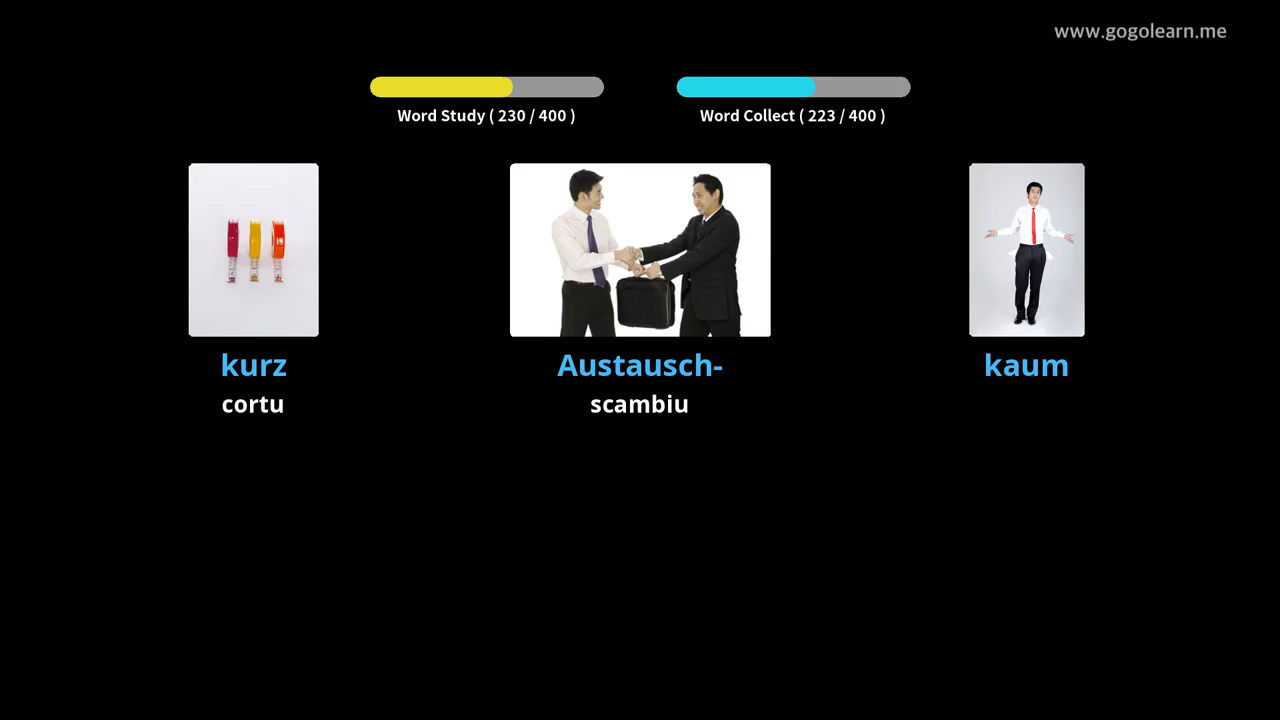 www.gogolearn.me
Word Study ( 230 / 400 )
Word Collect ( 223 / 400 )
kurz
cortu
Austausch-
scambiu
kaum